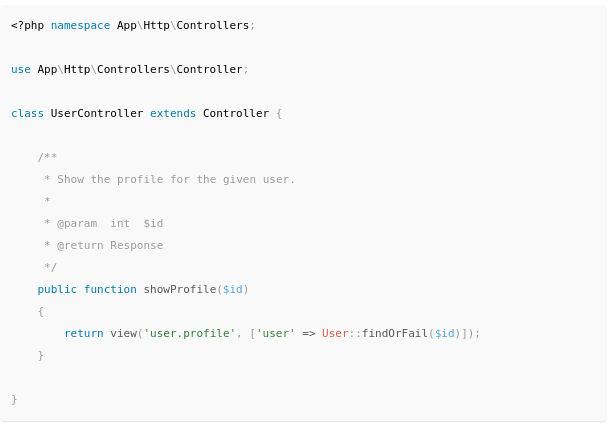 <?php namespace App\Http\Controllers;
use App\Http\Controllers\Controller;
class UserController extends Controller {
    /**
     * Show the profile for the given user.
     *
     * @param  int  $id
     * @return Response
     */
    public function showProfile($id)
    {
        return view('user.profile', ['user' => User::findOrFail($id)]);
    }
}